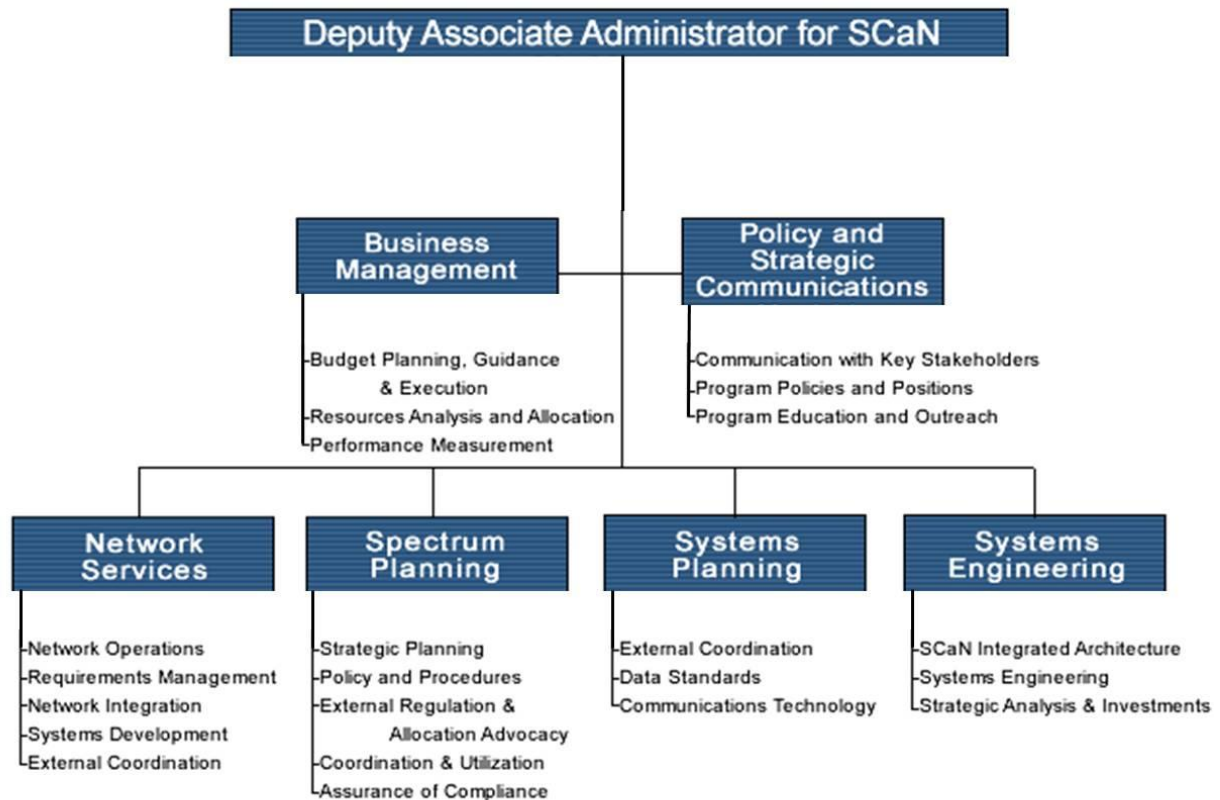 Deputy Associate Administrator for SCaN
Business
Management
Budget Planning, Guidance
& Execution
Resources Analysis and Allocation
Performance Measurement
Policy and
Strategic
Communications
Communication with Key Stakeholders
Program Policies and Positions
Program Education and Outreach
Network
Services
Network Operations
Requirements Management
Network Integration
Systems Development
External Coordination
Spectrum
Planning
Strategic Planning
Policy and Procedures
External Regulation &
Allocation Advocacy
Coordination & Utilization
Assurance of Compliance
Systems
Planning
External Coordination
Data Standards
Communications Technology
Systems
Engineering
SCaN Integrated Architecture
Systems Engineering
Strategic Analysis & Investments